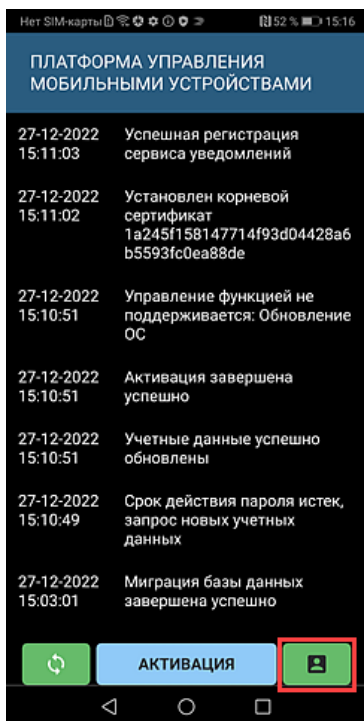 Нет SIM-карты 52 % 15:16
ПЛАТФОРМА УПРАВЛЕНИЯ
МОБИЛЬНЫМИ УСТРОЙСТВАМИ
27-12-2022 Успешная регистрация
15:11:03 сервиса уведомлений
27-12-2022 Установлен корневой
15:11:02 сертификат
1a245f158147714f93d04428a6
b5593fc0ea88de
27-12-2022 Управление функцией не
15:10:51 поддерживается: Обновление
ОС
27-12-2022 Активация завершена
15:10:51 успешно
27-12-2022 Учетные данные успешно
15:10:51 обновлены
27-12-2022 Срок действия пароля истек,
15:10:49 запрос новых учетных
данных
27-12-2022 Миграция базы данных
15:03:01 завершена успешно
АКТИВАЦИЯ